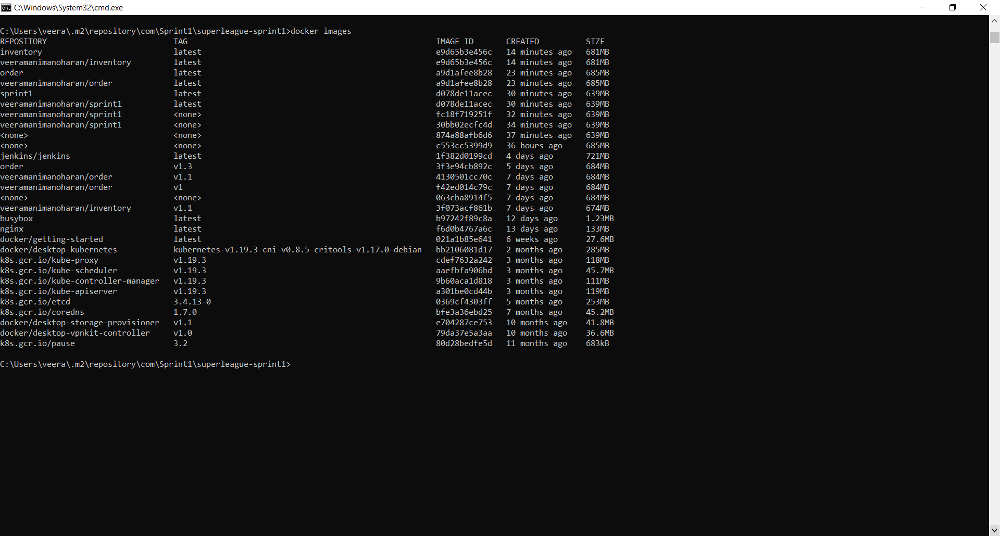 C:\Windows\System32\cmd.exe
C:\Users\veera\.m2\repository\com\Sprint1\superleague-sprint1>docker images
REPOSITORY TAG IMAGE ID CREATED SIZE
inventory latest e9d65b3e456c 14 minutes ago 681MB
veeramanimanoharan/inventory latest e9d65b3e456c 14 minutes ago 681MB
order latest a9d1afee8b28 23 minutes ago 685MB
veeramanimanoharan/order latest a9d1afee8b28 23 minutes ago 685MB
sprint1 latest d078de11acec 30 minutes ago 639MB
veeramanimanoharan/sprint1 latest d078de11acec 30 minutes ago 639MB
veeramanimanoharan/sprint1 <none> fc18f719251f 32 minutes ago 639MB
veeramanimanoharan/sprint1 <none> 30bb02ecfc4d 34 minutes ago 639MB
<none> <none> 874a88afb6d6 37 minutes ago 639MB
<none> <none> c553cc5399d9 36 hours ago 685MB
jenkins/jenkins latest 1f382d0199cd 4 days ago 721MB
order v1.3 3f3e94cb892c 5 days ago 684MB
veeramanimanoharan/order v1.1 4130501cc70c 7 days ago 684MB
veeramanimanoharan/order v1 f42ed014c79c 7 days ago 684MB
<none> <none> 063cba8914f5 7 days ago 684MB
veeramanimanoharan/inventory v1.1 3f073acf861b 7 days ago 674MB
busybox latest b97242f89c8a 12 days ago 1.23MB
nginx latest f6d0b4767a6c 13 days ago 133MB
docker/getting-started latest 021a1b85e641 6 weeks ago 27.6MB
docker/desktop-kubernetes kubernetes-v1.19.3-cni-v0.8.5-critools-v1.17.0-debian bb2106081d17 2 months ago 285MB
k8s.gcr.io/kube-proxy v1.19.3 cdef7632a242 3 months ago 118MB
k8s.gcr.io/kube-scheduler v1.19.3 aaefbfa906bd 3 months ago 45.7MB
k8s.gcr.io/kube-controller-manager v1.19.3 9b60aca1d818 3 months ago 111MB
k8s.gcr.io/kube-apiserver v1.19.3 a301be0cd44b 3 months ago 119MB
k8s.gcr.io/etcd 3.4.13-0 0369cf4303ff 5 months ago 253MB
k8s.gcr.io/coredns 1.7.0 bfe3a36ebd25 7 months ago 45.2MB
docker/desktop-storage-provisioner v1.1 e704287ce753 10 months ago 41.8MB
docker/desktop-vpnkit-controller v1.0 79da37e5a3aa 10 months ago 36.6MB
k8s.gcr.io/pause 3.2 80d28bedfe5d 11 months ago 683kB
C:\Users\veera\.m2\repository\com\Sprint1\superleague-sprint1>